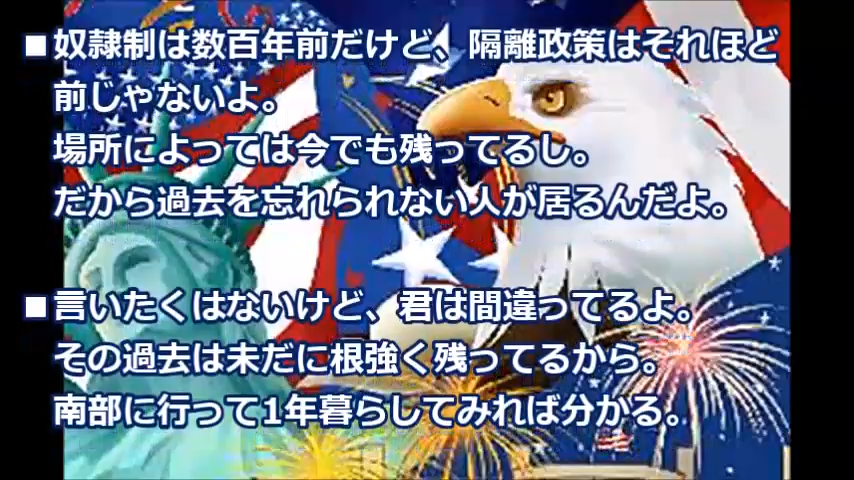 ■奴隷制は数百年前だけど、隔離政策はそれほど
前じゃないよ。
場所によっては今でも残ってるし。
だから過去を忘れられない人が居るんだよ。
■言いたくはないけど、君は間違ってるよ。
その過去は未だに根強く残ってるから。
南部に行って1年暮らしてみれば分かる。